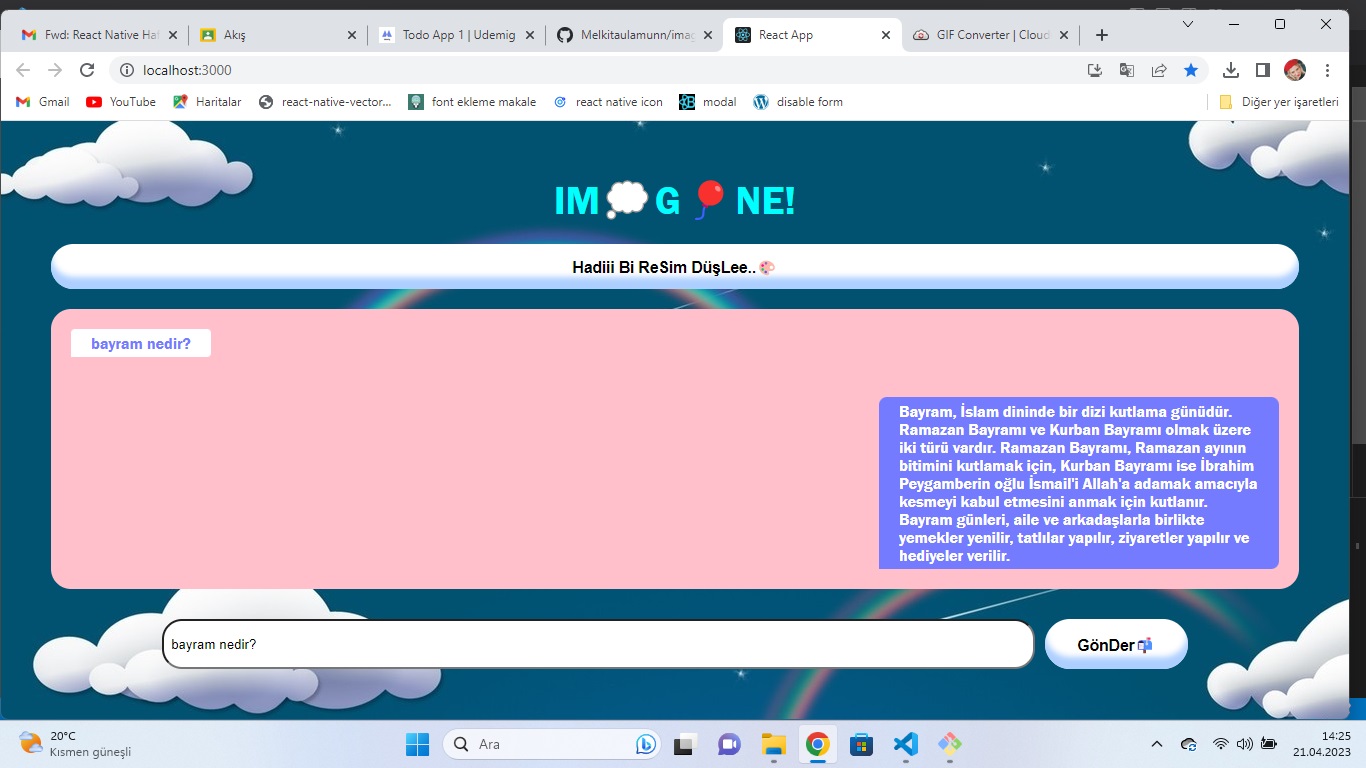 Fwd: React Native Haf
Akış
Todo App 1 | Udemig
Melkitaulamunn/imag
React App
GIF Converter | Cloud
localhost:3000
Gmail
YouTube
Haritalar
react-native-vector...
font ekleme makale
react native icon
modal
disable form
Diğer yer işaretleri
IM💭G🎈NE!
Hadiii Bi ReSim DüşLee..🎨
bayram nedir?
Bayram, İslam dininde bir dizi kutlama günüdür.
Ramazan Bayramı ve Kurban Bayramı olmak üzere
iki türü vardır. Ramazan Bayramı, Ramazan ayının
bitimini kutlamak için, Kurban Bayramı ise İbrahim
Peygamberin oğlu İsmail'i Allah'a adamak amacıyla
kesmeyi kabul etmesini anmak için kutlanır.
Bayram günleri, aile ve arkadaşlarla birlikte
yemekler yenilir, tatlılar yapılır, ziyaretler yapılır ve
hediyeler verilir.
bayram nedir?
GönDer📬
20°C
Kısmen güneşli
Ara
14:25
21.04.2023